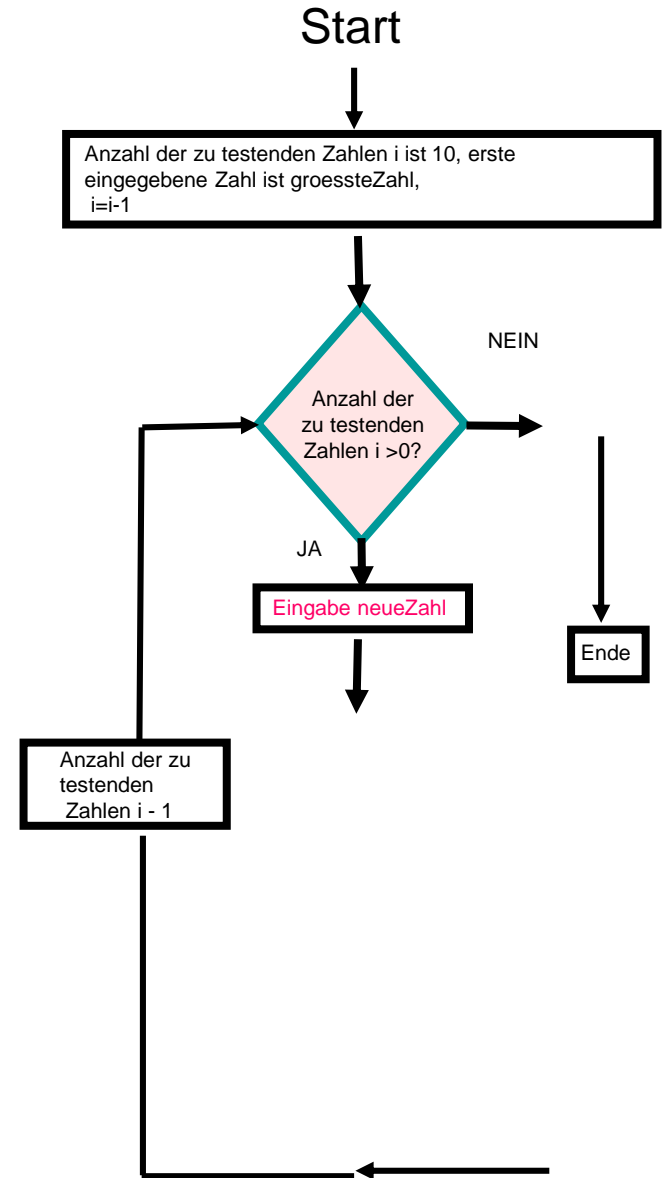 Start
Anzahl der zu testenden Zahlen i ist 10, erste
eingegebene Zahl ist groessteZahl,
i=i-1
NEIN
Anzahl der
zu testenden
Zahlen i >0?
JA
Eingabe neueZahl
Ende
Anzahl der zu
testenden
Zahlen i - 1